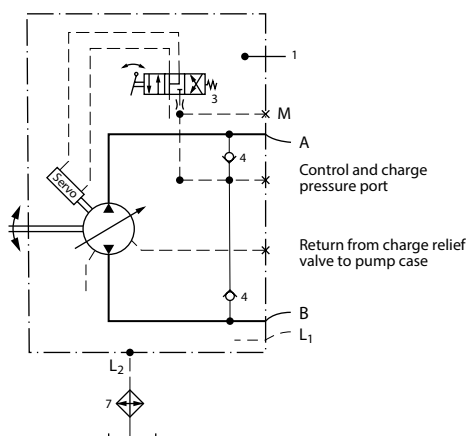 1
3
M
A
4
Control and charge
pressure port
Servo
Return from charge relief
valve to pump case
4
B
L1
L2
7